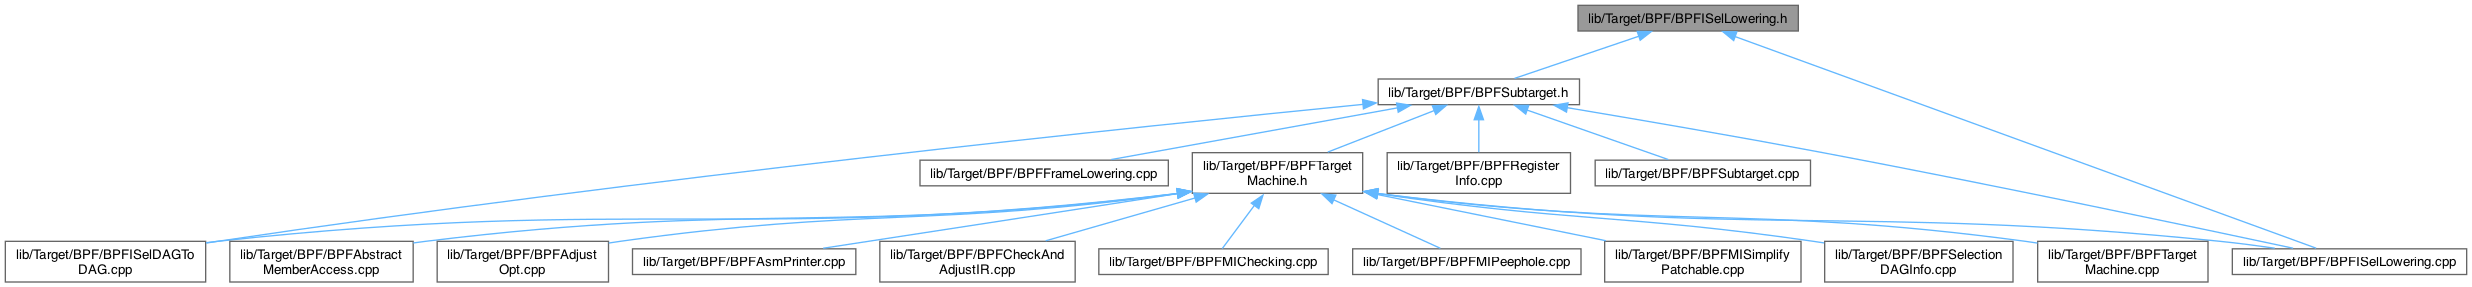 lib/Target/BPF/BPFISelLowering.h
lib/Target/BPF/BPFSubtarget.h
lib/Target/BPF/BPFFrameLowering.cpp
lib/Target/BPF/BPFTarget
Machine.h
lib/Target/BPF/BPFRegister
Info.cpp
lib/Target/BPF/BPFSubtarget.cpp
lib/Target/BPF/BPFISelDAGTo
DAG.cpp
lib/Target/BPF/BPFAbstract
MemberAccess.cpp
lib/Target/BPF/BPFAdjust
Opt.cpp
lib/Target/BPF/BPFAsmPrinter.cpp
lib/Target/BPF/BPFCheckAnd
AdjustIR.cpp
lib/Target/BPF/BPFMIChecking.cpp
lib/Target/BPF/BPFMIPeephole.cpp
lib/Target/BPF/BPFMISimplify
Patchable.cpp
lib/Target/BPF/BPFSelection
DAGInfo.cpp
lib/Target/BPF/BPFTarget
Machine.cpp
lib/Target/BPF/BPFISelLowering.cpp